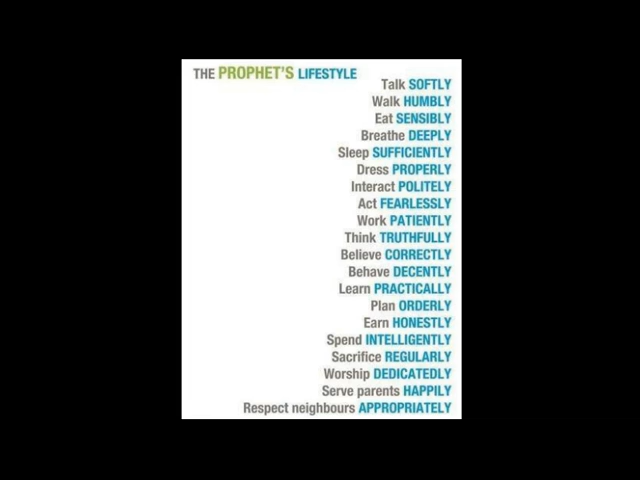 THE PROPHET'S LIFESTYLE
Talk SOFTLY
Walk HUMBLY
Eat SENSIBLY
Breathe DEEPLY
Sleep SUFFICIENTLY
Dress PROPERLY
Interact POLITELY
Act FEARLESSLY
Work PATIENTLY
Think TRUTHFULLY
Believe CORRECTLY
Behave DECENTLY
Learn PRACTICALLY
Plan ORDERLY
Earn HONESTLY
Spend INTELLIGENTLY
Sacrifice REGULARLY
Worship DEDICATEDLY
Serve parents HAPPILY
Respect neighbours APPROPRIATELY